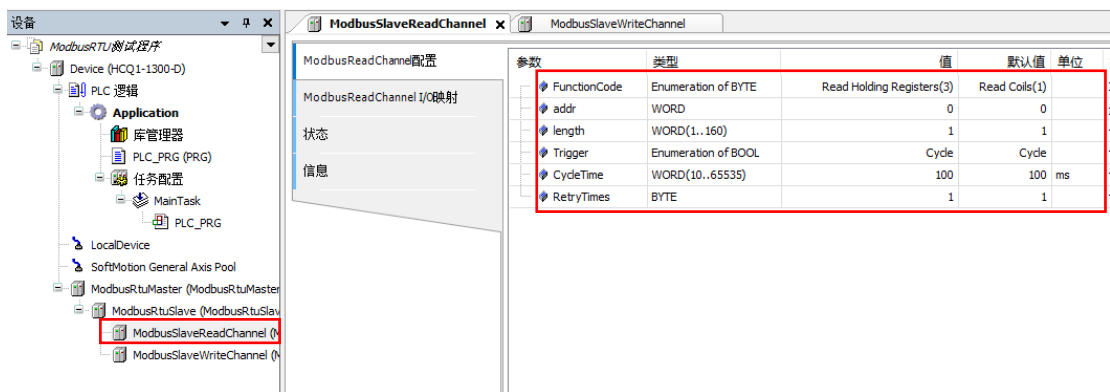 设备
ModbusRTU测试程序
Device (HCQ1-1300-D)
PLC 逻辑
Application
库管理器
PLC_PRG (PRG)
任务配置
MainTask
PLC_PRG
LocalDevice
SoftMotion General Axis Pool
ModbusRtuMaster (ModbusRtuMaster
ModbusRtuSlave (ModbusRtuSlav
ModbusSlaveReadChannel (M
ModbusSlaveWriteChannel (M
ModbusSlaveReadChannel ModbusSlaveWriteChannel
ModbusReadChannel配置
ModbusReadChannel I/O映射
状态
信息
参数 类型 值 默认值 单位
FunctionCode Enumeration of BYTE Read Holding Registers(3) Read Coils(1)
addr WORD 0 0
length WORD(1..160) 1 1
Trigger Enumeration of BOOL Cycle Cycle
CycleTime WORD(10..65535) 100 100 ms
RetryTimes BYTE 1 1